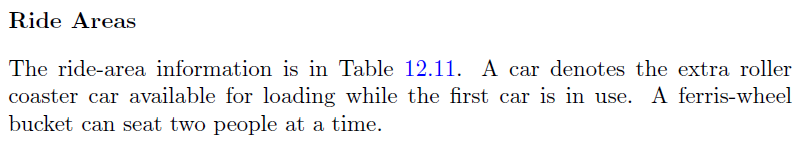 Ride Areas
The ride-area information is in Table 12.11. A car denotes the extra roller
coaster car available for loading while the first car is in use. A ferris-wheel
bucket can seat two people at a time.